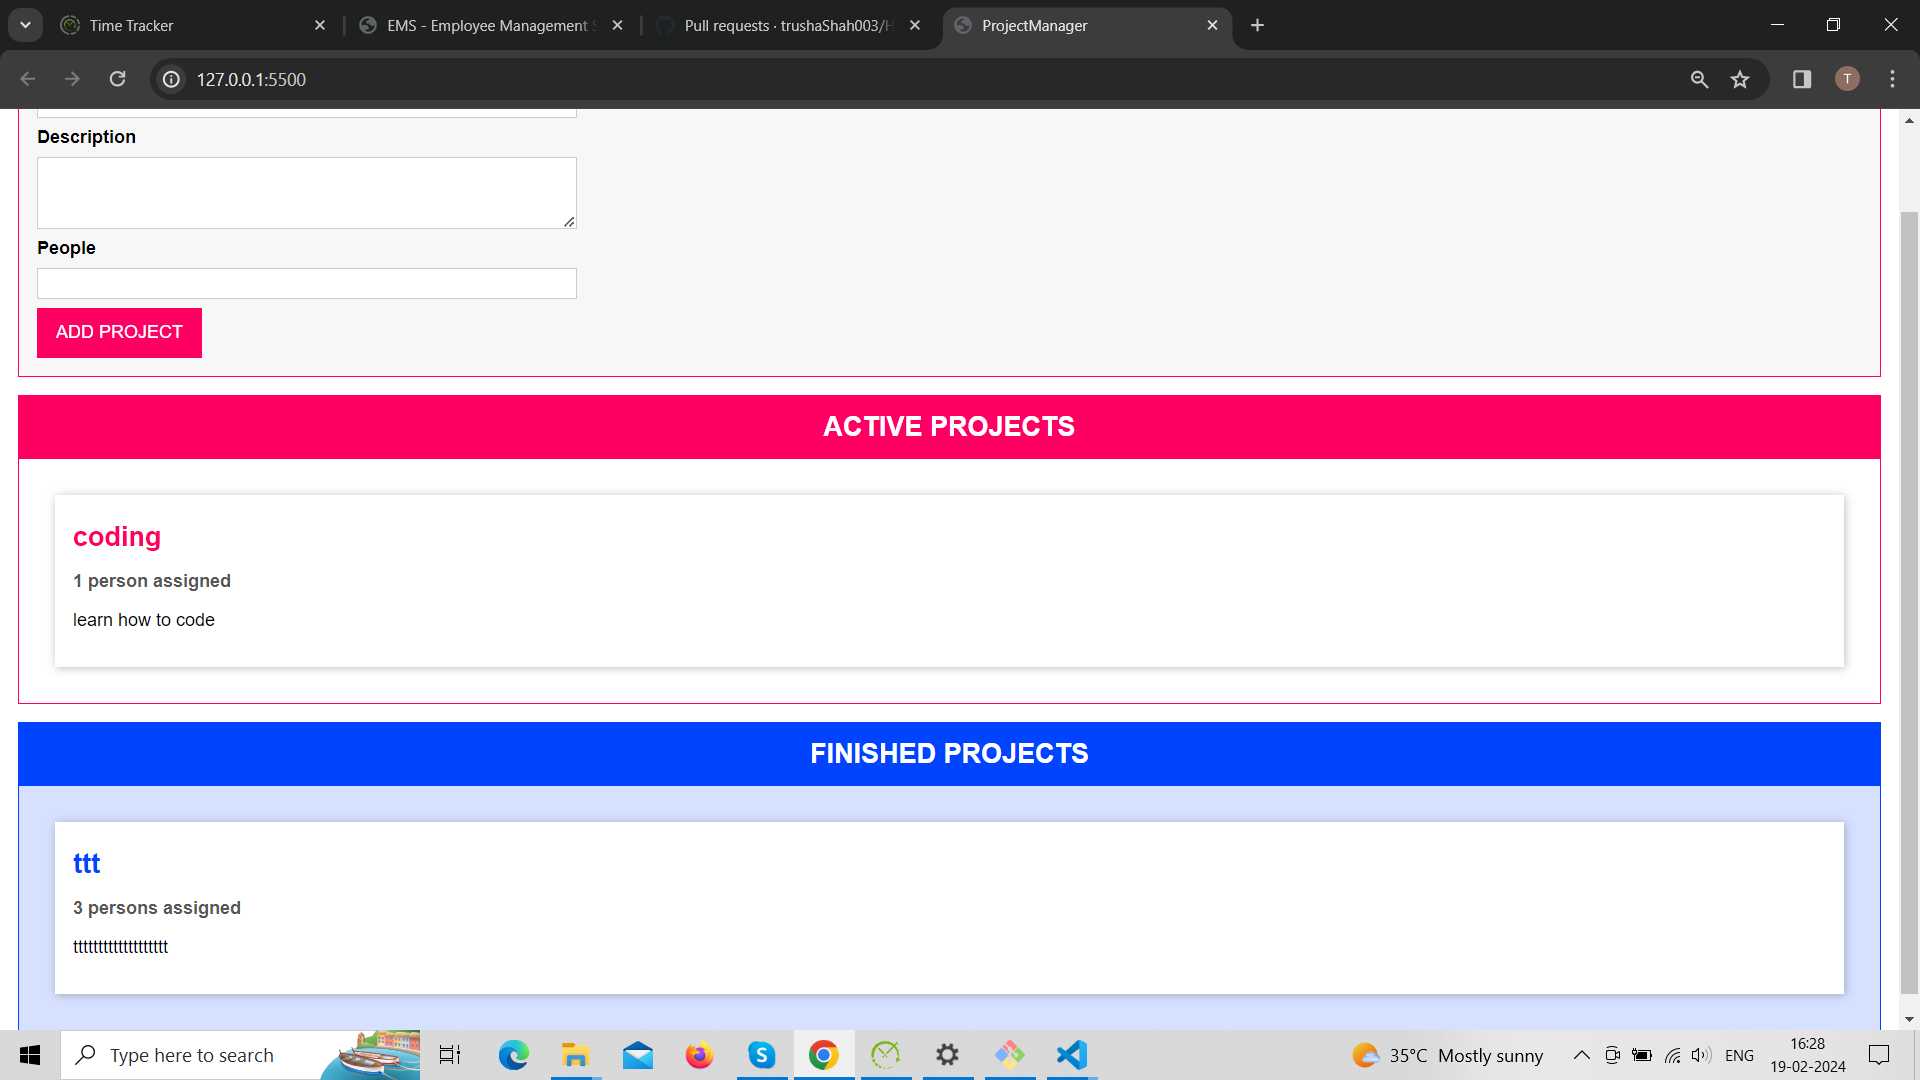 Time Tracker
EMS - Employee Management
Pull requests · trushaShah003/H
ProjectManager
127.0.0.1:5500
T
Description
People
ADD PROJECT
ACTIVE PROJECTS
coding
1 person assigned
learn how to code
FINISHED PROJECTS
ttt
3 persons assigned
ttttttttttttttttttt
Type here to search
35°C Mostly sunny
ENG
16:28
19-02-2024